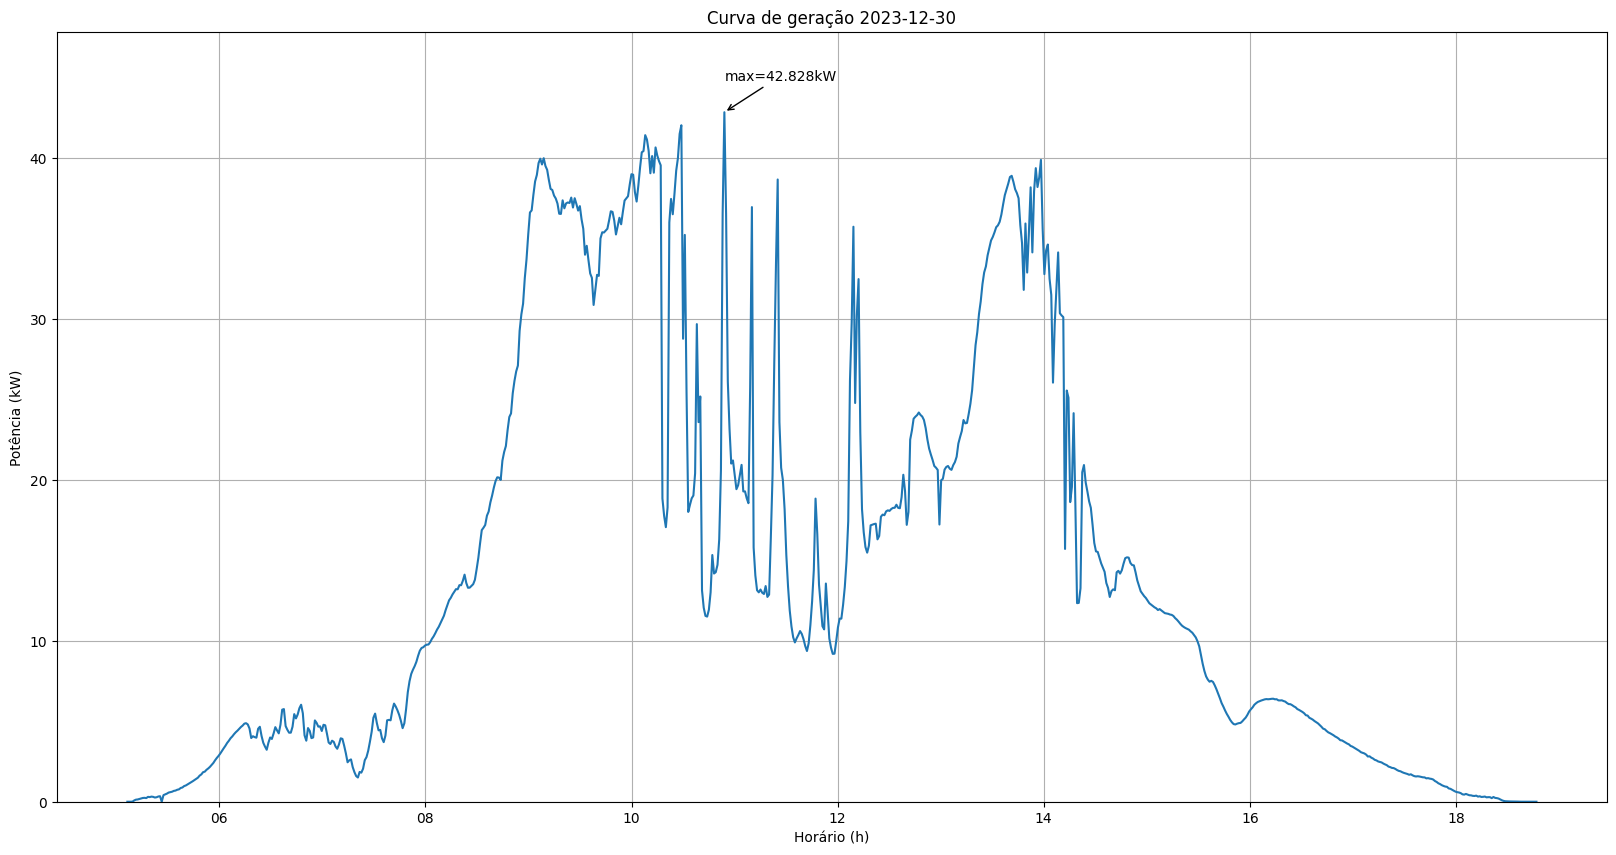 Curva de geração 2023-12-30
max=42.828kW
Potência (kW)
40
30
20
10
0
06 08 10 12 14 16 18
Horário (h)